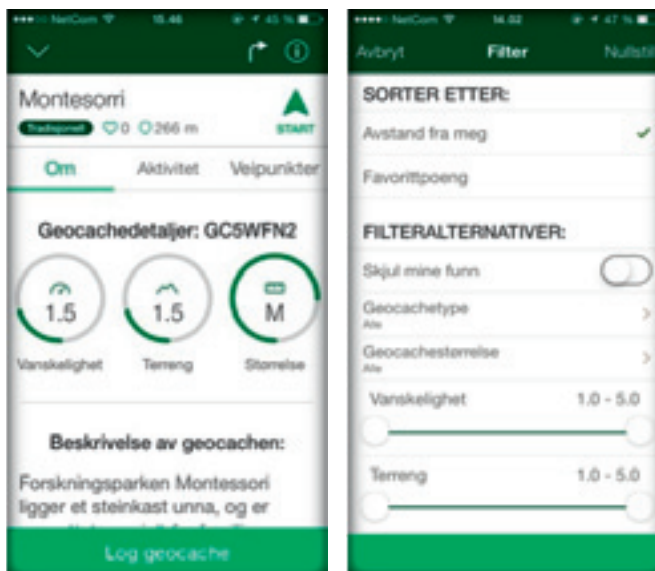 NetCom 15.46 45 %
Montesorri
Tradisjonell 0 266 m
START
Om Aktivitet Veipunkter
Geocachedetaljer: GC5WFN2
1.5 1.5 M
Vanskelighet Terreng Størrelse
Beskrivelse av geocachen:
Forskningsparken Montessori
ligger et steinkast unna, og er
Log geocache
NetCom 14.02 47 %
Avbryt Filter Nullstil
SORTER ETTER:
Avstand fra meg
Favorittpoeng
FILTERALTERNATIVER:
Skjul mine funn
Geocachetype
Alle
Geocachestørrelse
Alle
Vanskelighet 1.0 - 5.0
Terreng 1.0 - 5.0